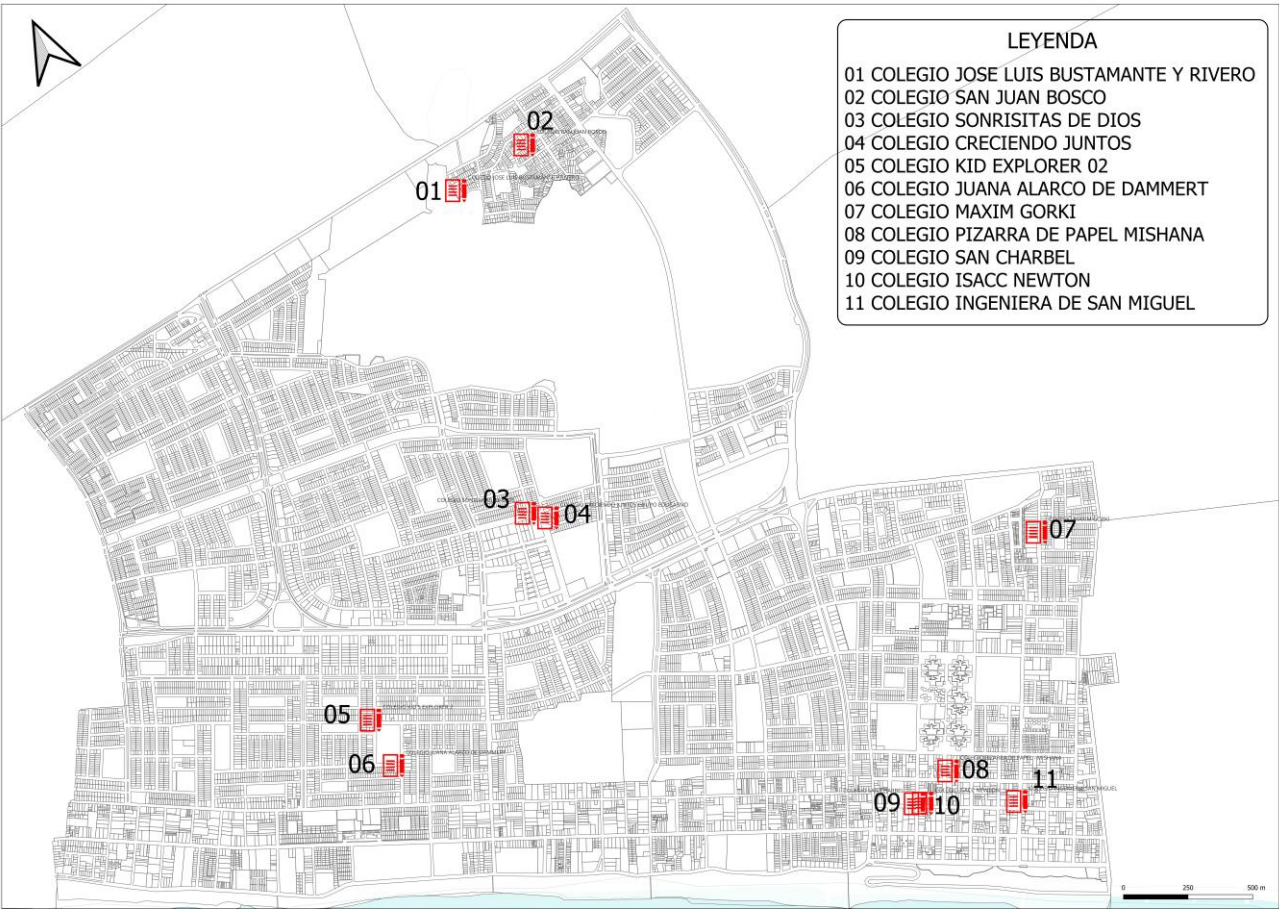 LEYENDA
01 COLEGIO JOSE LUIS BUSTAMANTE Y RIVERO
02 COLEGIO SAN JUAN BOSCO
03 COLEGIO SONRISITAS DE DIOS
04 COLEGIO CRECIENDO JUNTOS
05 COLEGIO KID EXPLORER 02
06 COLEGIO JUANA ALARCO DE DAMMERT
07 COLEGIO MAXIM GORKI
08 COLEGIO PIZARRA DE PAPEL MISHANA
09 COLEGIO SAN CHARBEL
10 COLEGIO ISACC NEWTON
11 COLEGIO INGENIERA DE SAN MIGUEL
02
01
03
04
07
05
06
08
11
09
10
0 250 500 m